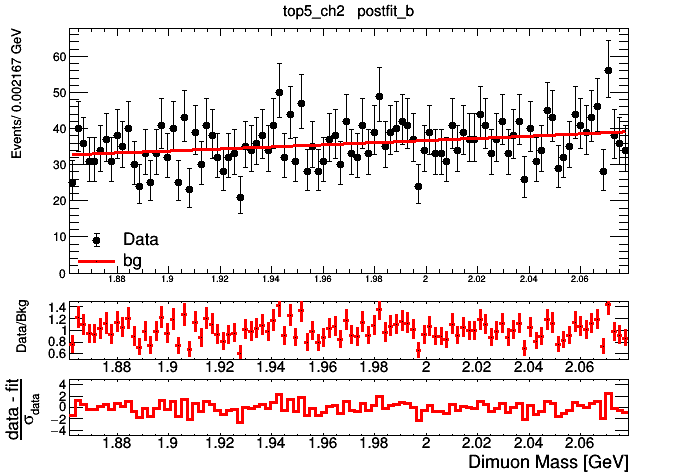 top5_ch2 postfit_b
Events/ 0.002167 GeV
60
50
40
30
20
10
0
Data
bg
1.88 1.9 1.92 1.94 1.96 1.98 2 2.02 2.04 2.06
Data/Bkg
1.4
1.2
1
0.8
0.6
1.88 1.9 1.92 1.94 1.96 1.98 2 2.02 2.04 2.06
data - fit
σdata
4
2
0
−2
−4
1.88 1.9 1.92 1.94 1.96 1.98 2 2.02 2.04 2.06
Dimuon Mass [GeV]